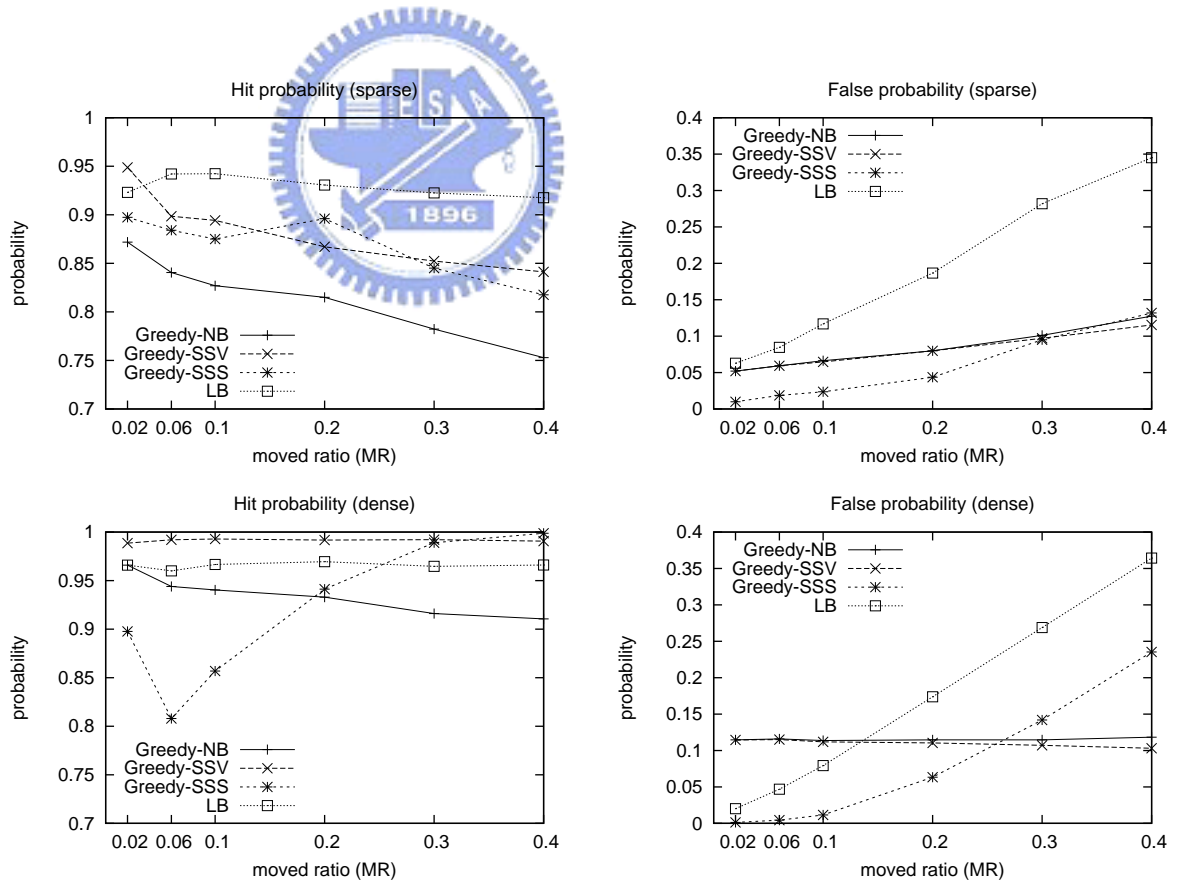 Hit probability (sparse)
probability
1
0.95
0.9
0.85
0.8
0.75
0.7
Greedy-NB
Greedy-SSV
Greedy-SSS
LB
0.02 0.06 0.1 0.2 0.3 0.4
moved ratio (MR)
E S A
1896
False probability (sparse)
probability
0.4
0.35
0.3
0.25
0.2
0.15
0.1
0.05
0
Greedy-NB
Greedy-SSV
Greedy-SSS
LB
0.02 0.06 0.1 0.2 0.3 0.4
moved ratio (MR)
Hit probability (dense)
probability
1
0.95
0.9
0.85
0.8
0.75
0.7
Greedy-NB
Greedy-SSV
Greedy-SSS
LB
0.02 0.06 0.1 0.2 0.3 0.4
moved ratio (MR)
False probability (dense)
probability
0.4
0.35
0.3
0.25
0.2
0.15
0.1
0.05
0
Greedy-NB
Greedy-SSV
Greedy-SSS
LB
0.02 0.06 0.1 0.2 0.3 0.4
moved ratio (MR)